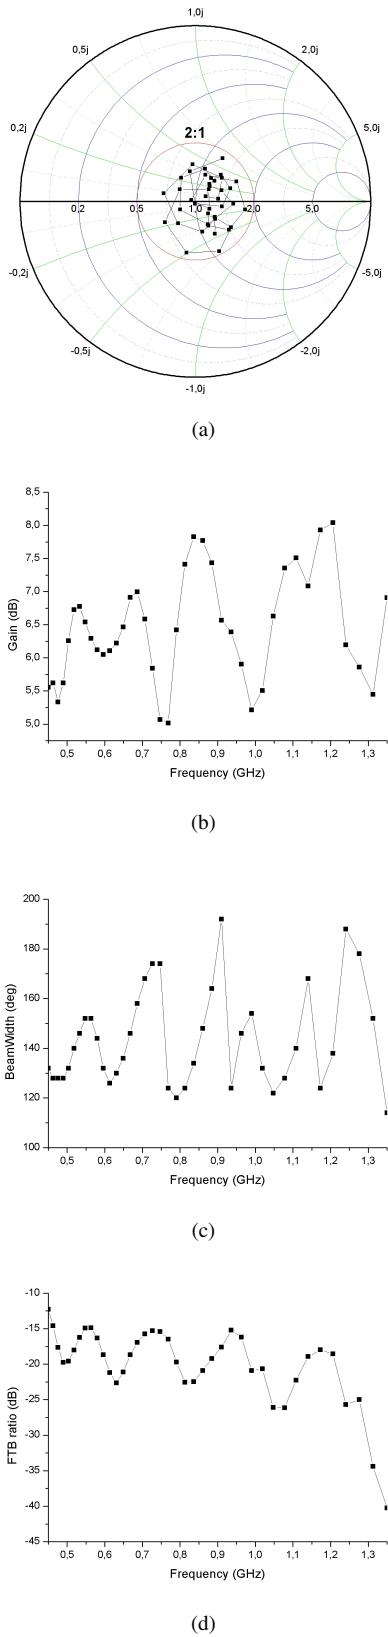 1,0j
0,5j
2,0j
0,2j
5,0j
2:1
0,2
0,5
1,0
2,0
5,0
-0,2j
-5,0j
-0,5j
-2,0j
-1,0j
(a)
8,5
8,0
7,5
7,0
6,5
6,0
5,5
5,0
Gain (dB)
0,5 0,6 0,7 0,8 0,9 1,0 1,1 1,2 1,3
Frequency (GHz)
(b)
200
180
160
140
120
100
BeamWidth (deg)
0,5 0,6 0,7 0,8 0,9 1,0 1,1 1,2 1,3
Frequency (GHz)
(c)
-10
-15
-20
-25
-30
-35
-40
-45
FTB ratio (dB)
0,5 0,6 0,7 0,8 0,9 1,0 1,1 1,2 1,3
Frequency (GHz)
(d)